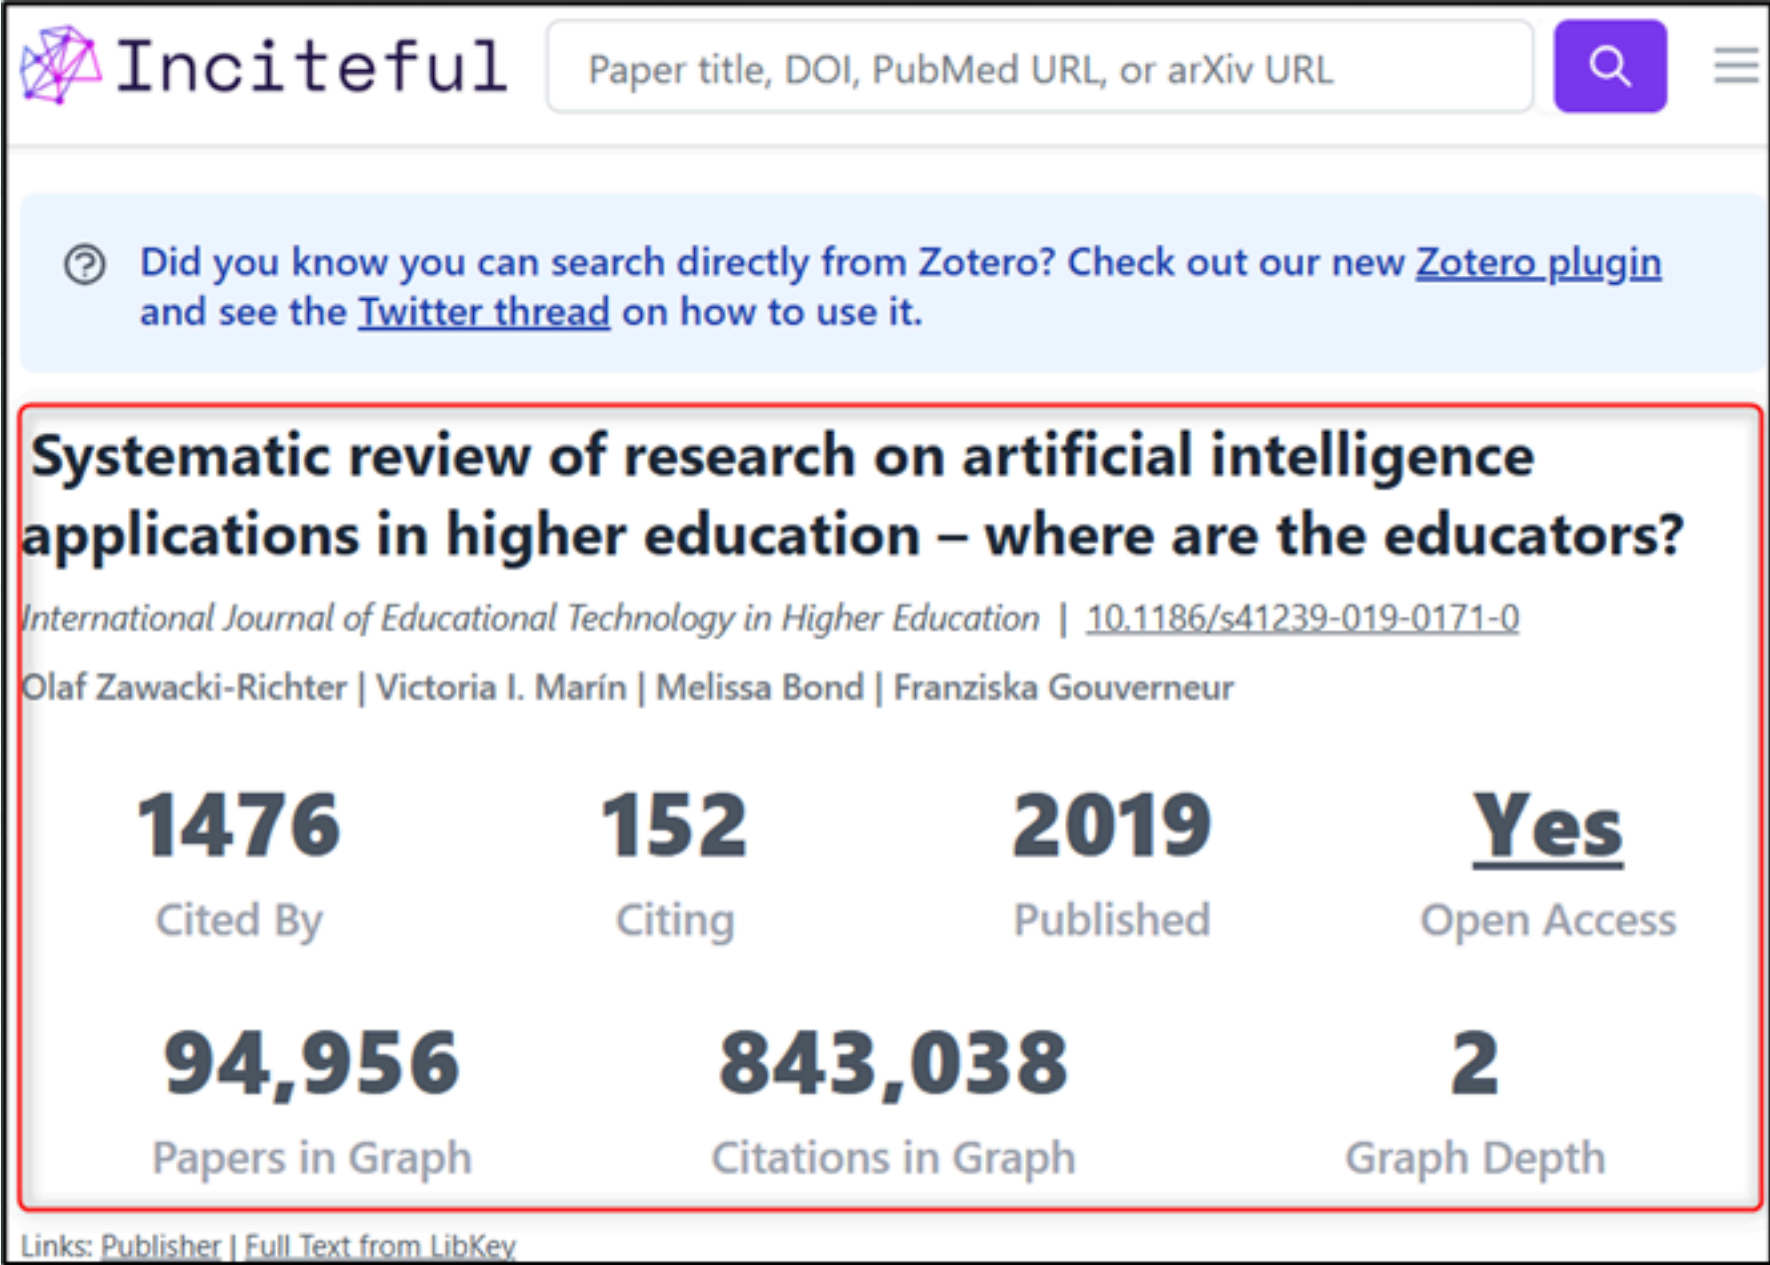 Inciteful
Paper title, DOI, PubMed URL, or arXiv URL
Did you know you can search directly from Zotero? Check out our new Zotero plugin
and see the Twitter thread on how to use it.
Systematic review of research on artificial intelligence
applications in higher education – where are the educators?
International Journal of Educational Technology in Higher Education | 10.1186/s41239-019-0171-0
Olaf Zawacki-Richter | Victoria I. Marín | Melissa Bond | Franziska Gouverneur
1476 152 2019 Yes
Cited By Citing Published Open Access
94,956 843,038 2
Papers in Graph Citations in Graph Graph Depth
Links: Publisher | Full Text from LibKey